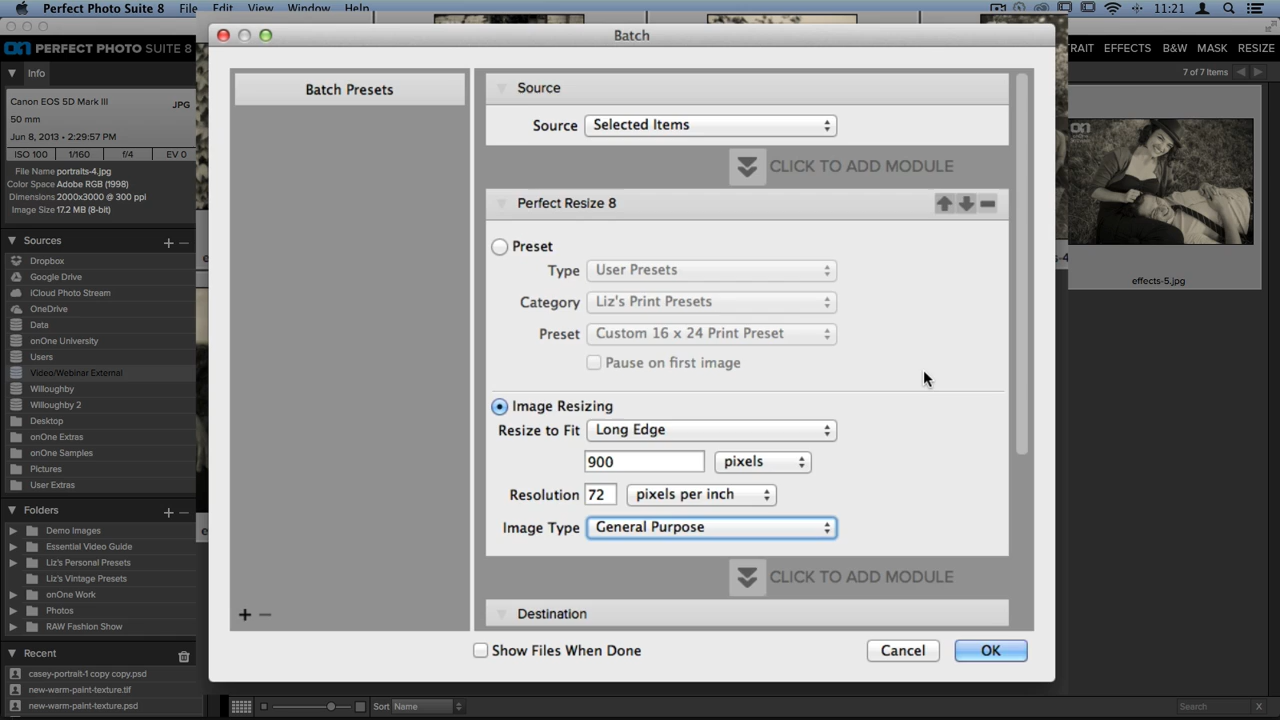 Perfect Photo Suite 8 File Edit View Window Help 11:21
Batch
on PERFECT PHOTO SUITE 8
RAIT EFFECTS B&W MASK RESIZE
Info
7 of 7 Items
Canon EOS 5D Mark III JPG
50 mm
Jun 8, 2013 - 2:29:57 PM
ISO 100 1/160 f/4 EV 0
File Name portraits-4.jpg
Color Space Adobe RGB (1998)
Dimensions 2000x3000 @ 300 ppi
Image Size 17.2 MB (8-bit)
Sources
Dropbox
Google Drive
iCloud Photo Stream
OneDrive
Data
onOne University
Users
Video/Webinar External
Willoughby
Willoughby 2
Desktop
onOne Extras
onOne Samples
Pictures
User Extras
Folders
Demo Images
Essential Video Guide
Liz's Personal Presets
Liz's Vintage Presets
onOne Work
Photos
RAW Fashion Show
Recent
casey-portrait-1 copy copy.psd
new-warm-paint-texture.tif
new-warm-paint-texture.psd
Batch Presets
Source
Source Selected Items
CLICK TO ADD MODULE
Perfect Resize 8
Preset
Type User Presets
Category Liz's Print Presets
Preset Custom 16 x 24 Print Preset
Pause on first image
Image Resizing
Resize to Fit Long Edge
900 pixels
Resolution 72 pixels per inch
Image Type General Purpose
CLICK TO ADD MODULE
Destination
+ −
Show Files When Done
Cancel OK
on
effects-5.jpg
Sort Name
Search X